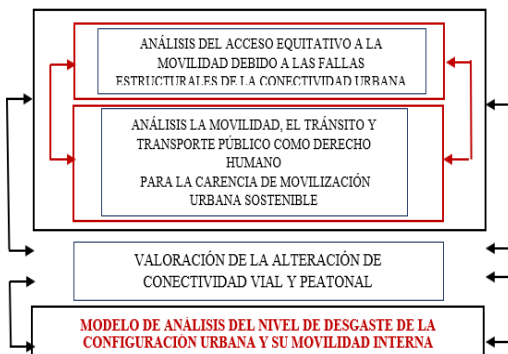 ANÁLISIS DEL ACCESO EQUITATIVO A LA
MOVILIDAD DEBIDO A LAS FALLAS
ESTRUCTURALES DE LA CONECTIVIDAD URBANA
ANÁLISIS LA MOVILIDAD, EL TRÁNSITO Y
TRANSPORTE PÚBLICO COMO DERECHO
HUMANO
PARA LA CARENCIA DE MOVILIZACIÓN
URBANA SOSTENIBLE
VALORACIÓN DE LA ALTERACIÓN DE
CONECTIVIDAD VIAL Y PEATONAL
MODELO DE ANÁLISIS DEL NIVEL DE DESGASTE DE LA
CONFIGURACIÓN URBANA Y SU MOVILIDAD INTERNA